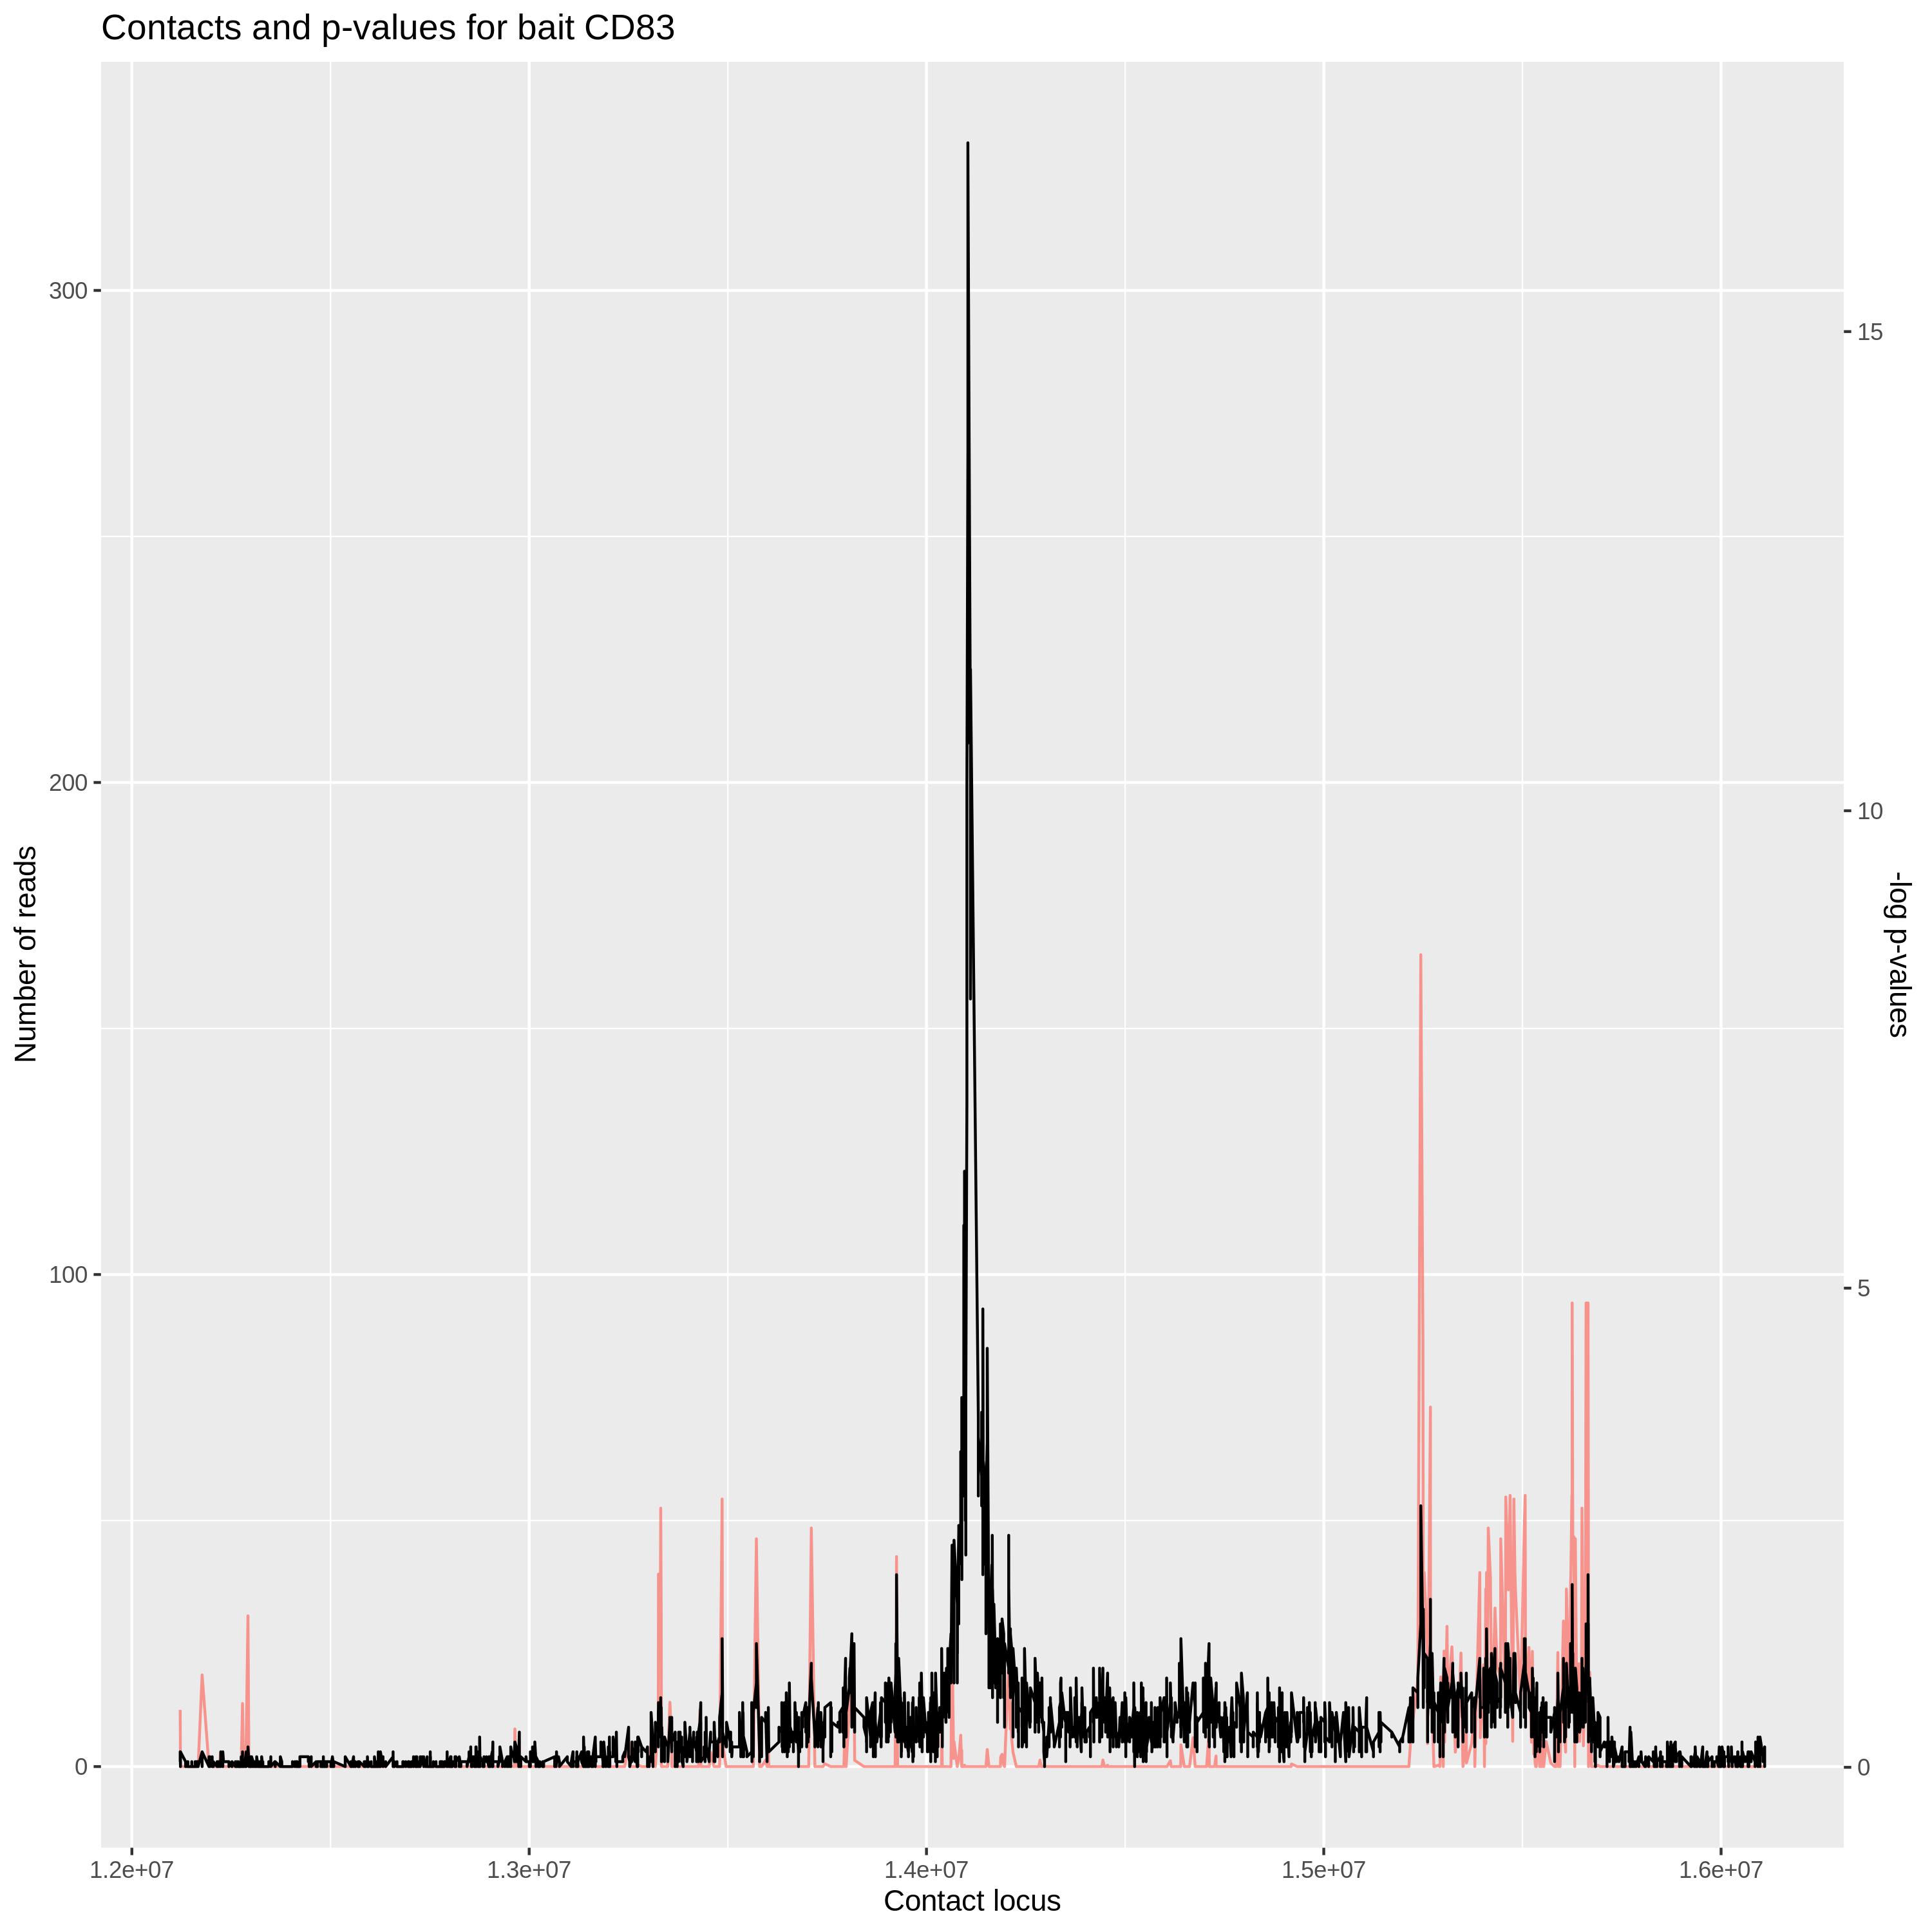 Contacts and p-values for bait CD83
Number of reads
300
200
100
0
15
10
5
0
-log p-values
1.2e+07 1.3e+07 1.4e+07 1.5e+07 1.6e+07
Contact locus